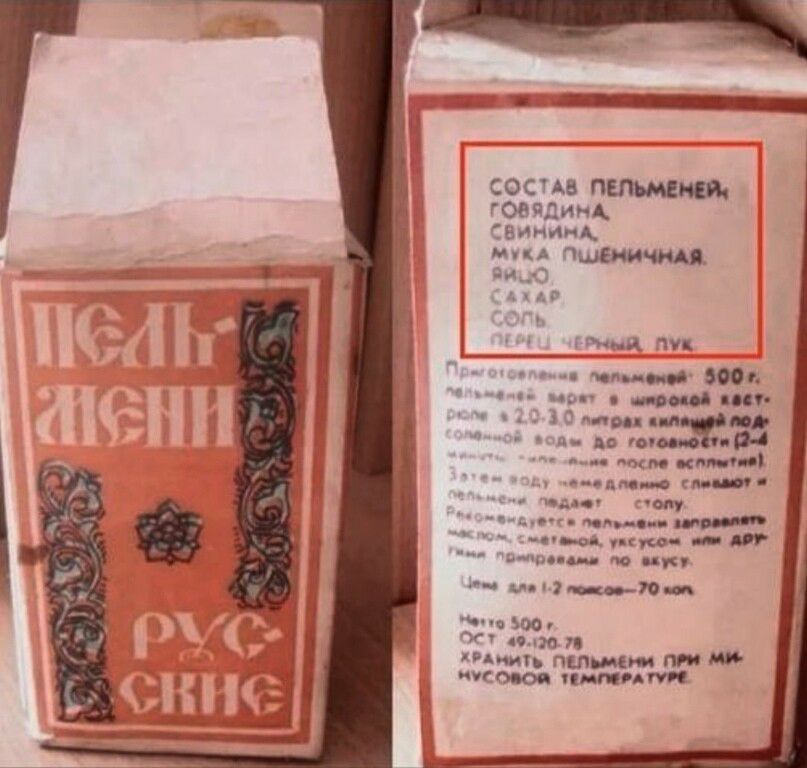 ПЕЛЬ-
МЕНИ
РУС-
СКИЕ
СОСТАВ ПЕЛЬМЕНЕЙ:
ГОВЯДИНА,
СВИНИНА,
МУКА ПШЕНИЧНАЯ.
ЯЙЦО,
САХАР,
СОЛЬ,
ПЕРЕЦ ЧЕРНЫЙ, ЛУК
Приготовление пельменей: 500 г.
пельменей варят в широкой каст-
рюле в 2,0-3,0 литрах кипящей под-
соленной воды до готовности (2-4
минуты после всплытия).
Затем воду немедленно сливают и
пельмени подают столу.
Рекомендуется пельмени заправлять
маслом, сметаной, уксусом или дру-
гими приправами по вкусу.
Цена для 1-2 поясов—70 коп.
Нетто 500 г.
ОСТ 49-120-78
ХРАНИТЬ ПЕЛЬМЕНИ ПРИ МИ-
НУСОВОЙ ТЕМПЕРАТУРЕ.